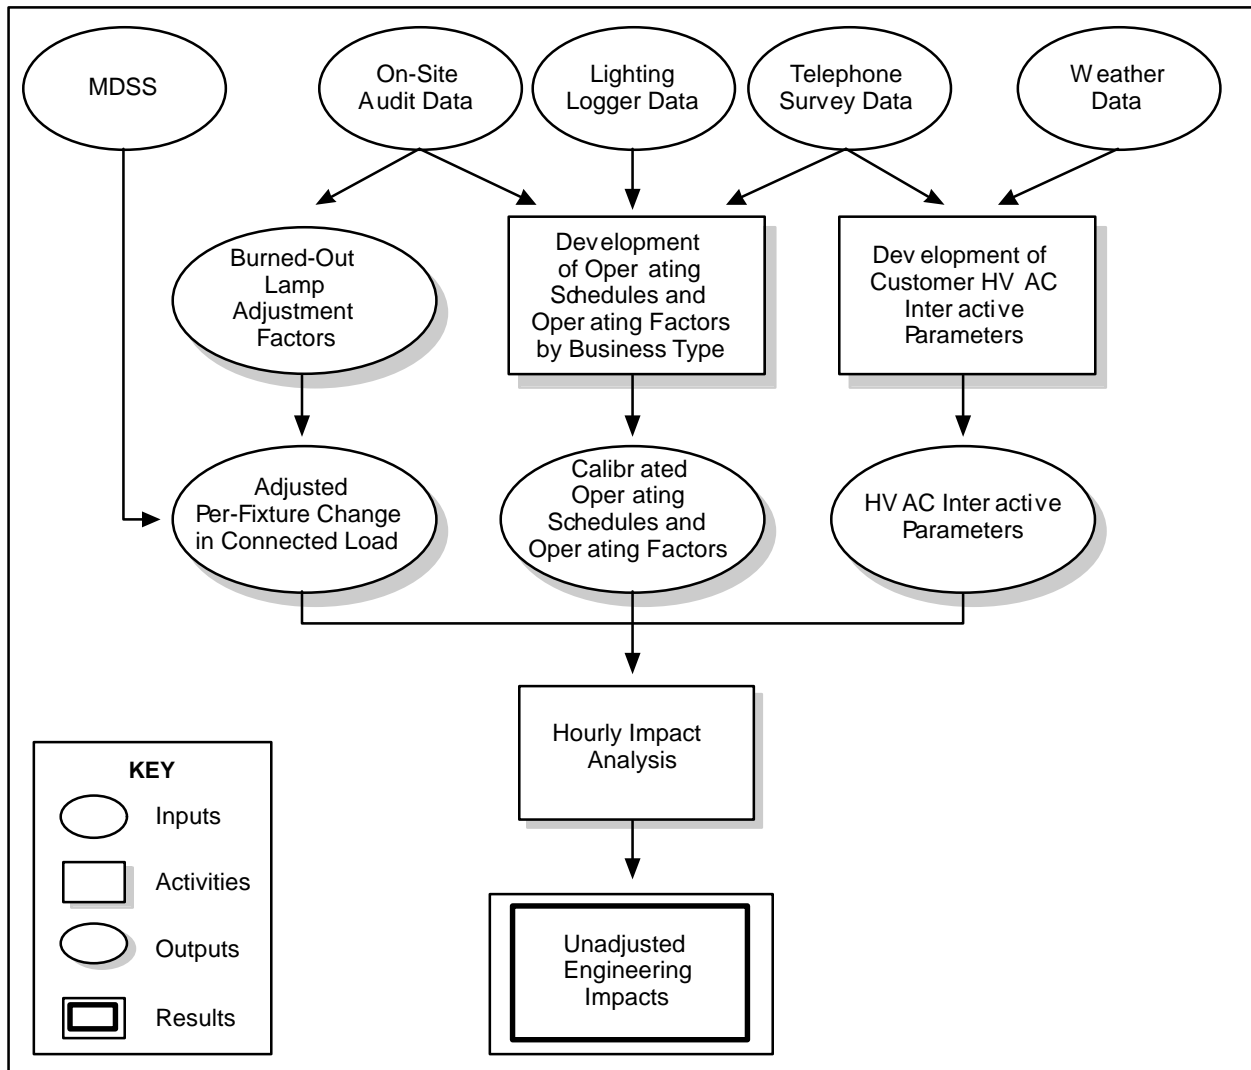 MDSS
On-Site
Audit Data
Lighting
Logger Data
Telephone
Survey Data
Weather
Data
Burned-Out
Lamp
Adjustment
Factors
Development
of Operating
Schedules and
Operating Factors
by Business Type
Development of
Customer HVAC
Interactive
Parameters
Adjusted
Per-Fixture Change
in Connected Load
Calibrated
Operating
Schedules and
Operating Factors
HVAC Interactive
Parameters
Hourly Impact
Analysis
Unadjusted
Engineering
Impacts
KEY
Inputs
Activities
Outputs
Results